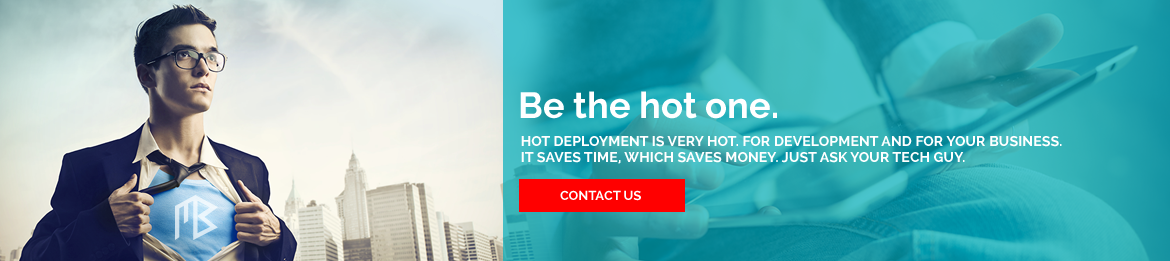 MB
Be the hot one.
HOT DEPLOYMENT IS VERY HOT. FOR DEVELOPMENT AND FOR YOUR BUSINESS.
IT SAVES TIME, WHICH SAVES MONEY. JUST ASK YOUR TECH GUY.
CONTACT US